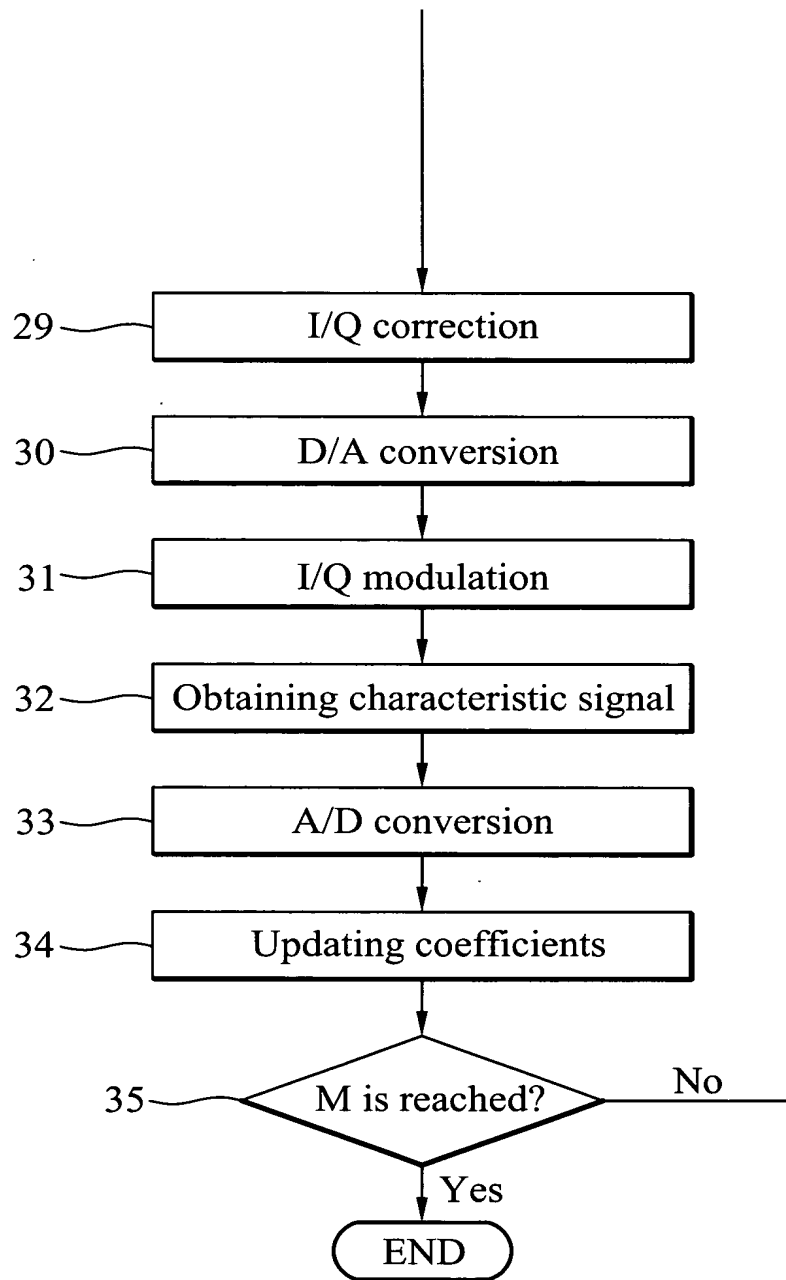 29 I/Q correction
30 D/A conversion
31 I/Q modulation
32 Obtaining characteristic signal
33 A/D conversion
34 Updating coefficients
35 M is reached? No
Yes
END